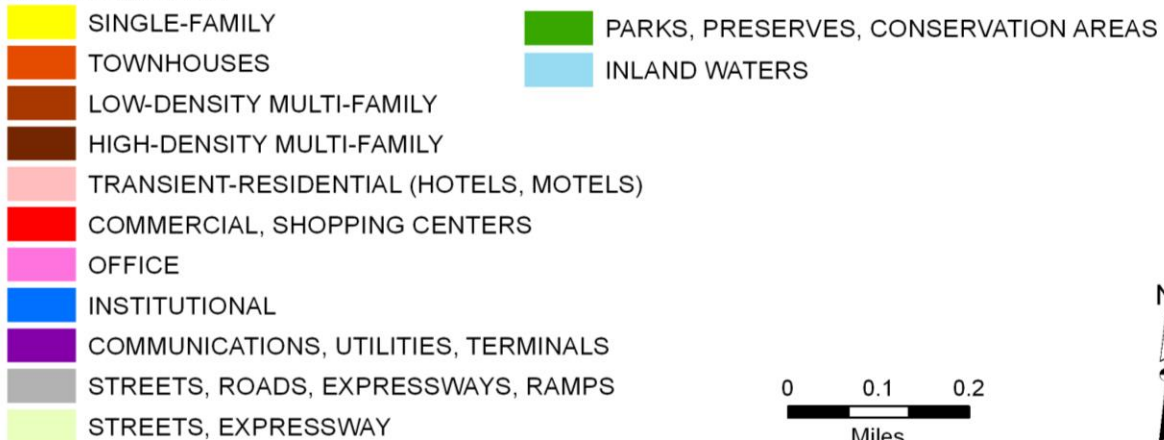 SINGLE-FAMILY
TOWNHOUSES
LOW-DENSITY MULTI-FAMILY
HIGH-DENSITY MULTI-FAMILY
TRANSIENT-RESIDENTIAL (HOTELS, MOTELS)
COMMERCIAL, SHOPPING CENTERS
OFFICE
INSTITUTIONAL
COMMUNICATIONS, UTILITIES, TERMINALS
STREETS, ROADS, EXPRESSWAYS, RAMPS
STREETS, EXPRESSWAY
PARKS, PRESERVES, CONSERVATION AREAS
INLAND WATERS
N
0 0.1 0.2
Miles